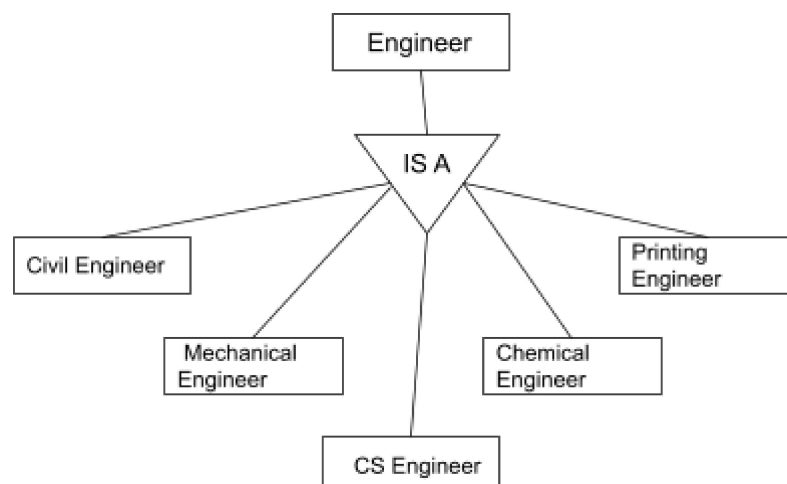 Engineer
IS A
Civil Engineer
Printing
Engineer
Mechanical
Engineer
Chemical
Engineer
CS Engineer